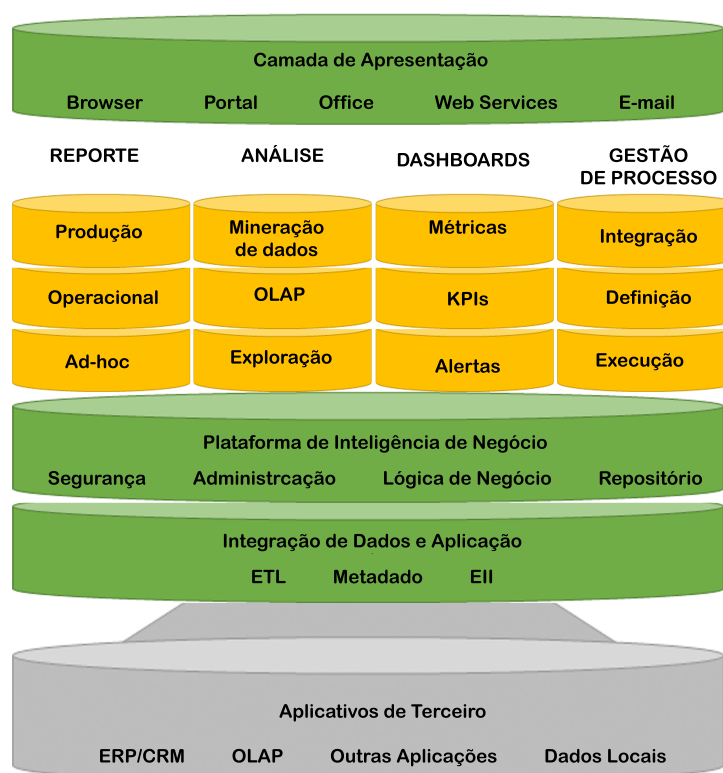 Camada de Apresentação
Browser Portal Office Web Services E-mail
REPORTE ANÁLISE DASHBOARDS GESTÃO DE PROCESSO
Produção Mineração de dados Métricas Integração
Operacional OLAP KPIs Definição
Ad-hoc Exploração Alertas Execução
Plataforma de Inteligência de Negócio
Segurança Administrcação Lógica de Negócio Repositório
Integração de Dados e Aplicação
ETL Metadado EII
Aplicativos de Terceiro
ERP/CRM OLAP Outras Aplicações Dados Locais